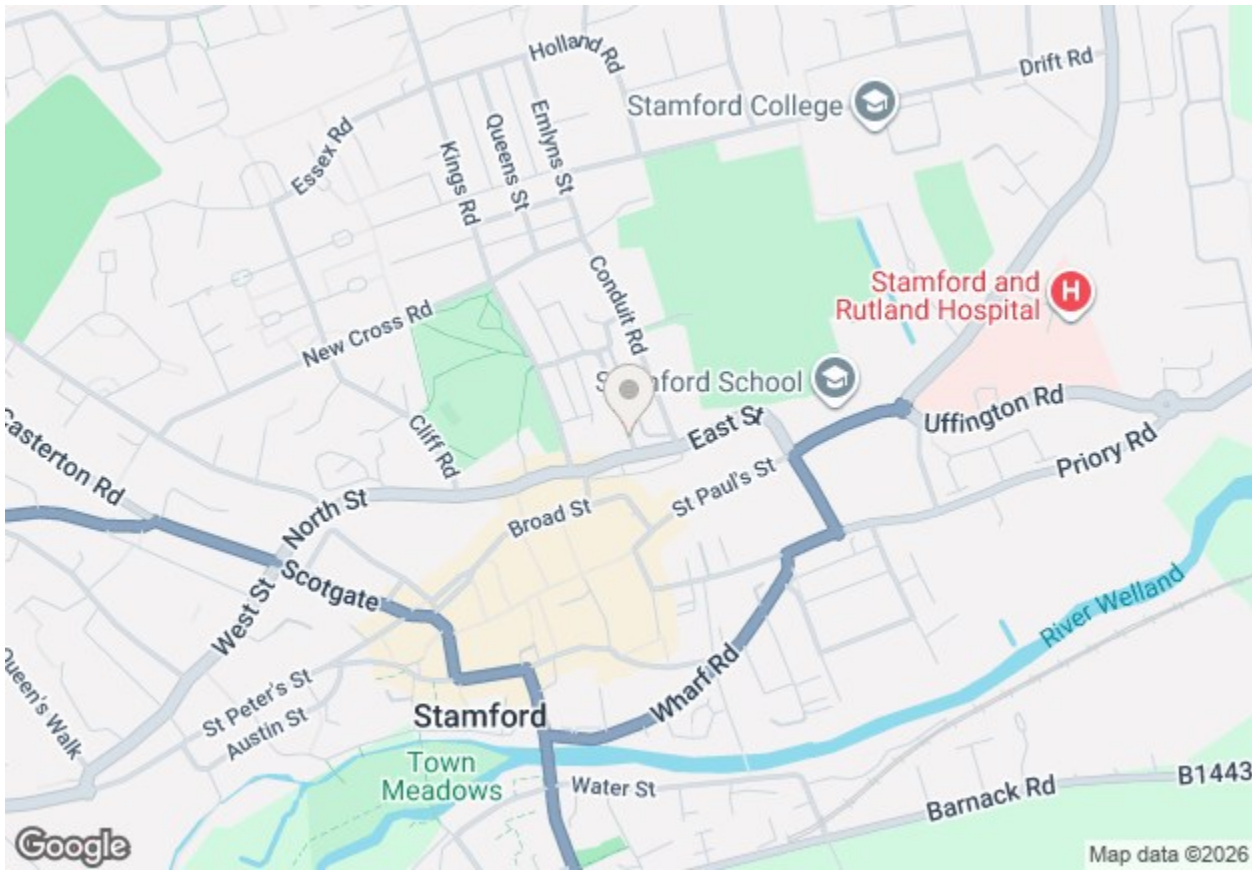 Holland Rd
Drift Rd
Stamford College
Essex Rd
Kings Rd
Queens St
Emlyns St
Conduit Rd
Stamford and
Rutland Hospital
H
New Cross Rd
Stamford School
Uffington Rd
Casterton Rd
Cliff Rd
East St
Priory Rd
St Paul's St
North St
Broad St
Scotgate
West St
River Welland
Queen's Walk
St Peter's St
Austin St
Wharf Rd
Stamford
Town
Meadows
Water St
Barnack Rd
B1443
Google
Map data ©2026